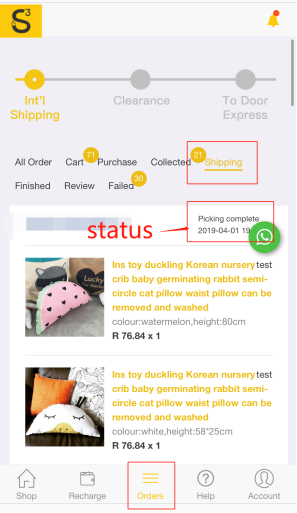 S3
Int'l Shipping
Clearance
To Door Express
All Order
Cart
71
Purchase
Collected
21
Shipping
Finished
Review
Failed
30
status
Picking complete
2019-04-01 19
Ins toy duckling Korean nursery test
crib baby germinating rabbit semi-
circle cat pillow waist pillow can be
removed and washed
colour:watermelon,height:80cm
R 76.84 x 1
Lucky
Ins toy duckling Korean nursery test
crib baby germinating rabbit semi-
circle cat pillow waist pillow can be
removed and washed
colour:white,height:58*25cm
R 76.84 x 1
Shop
Recharge
Orders
Help
Account